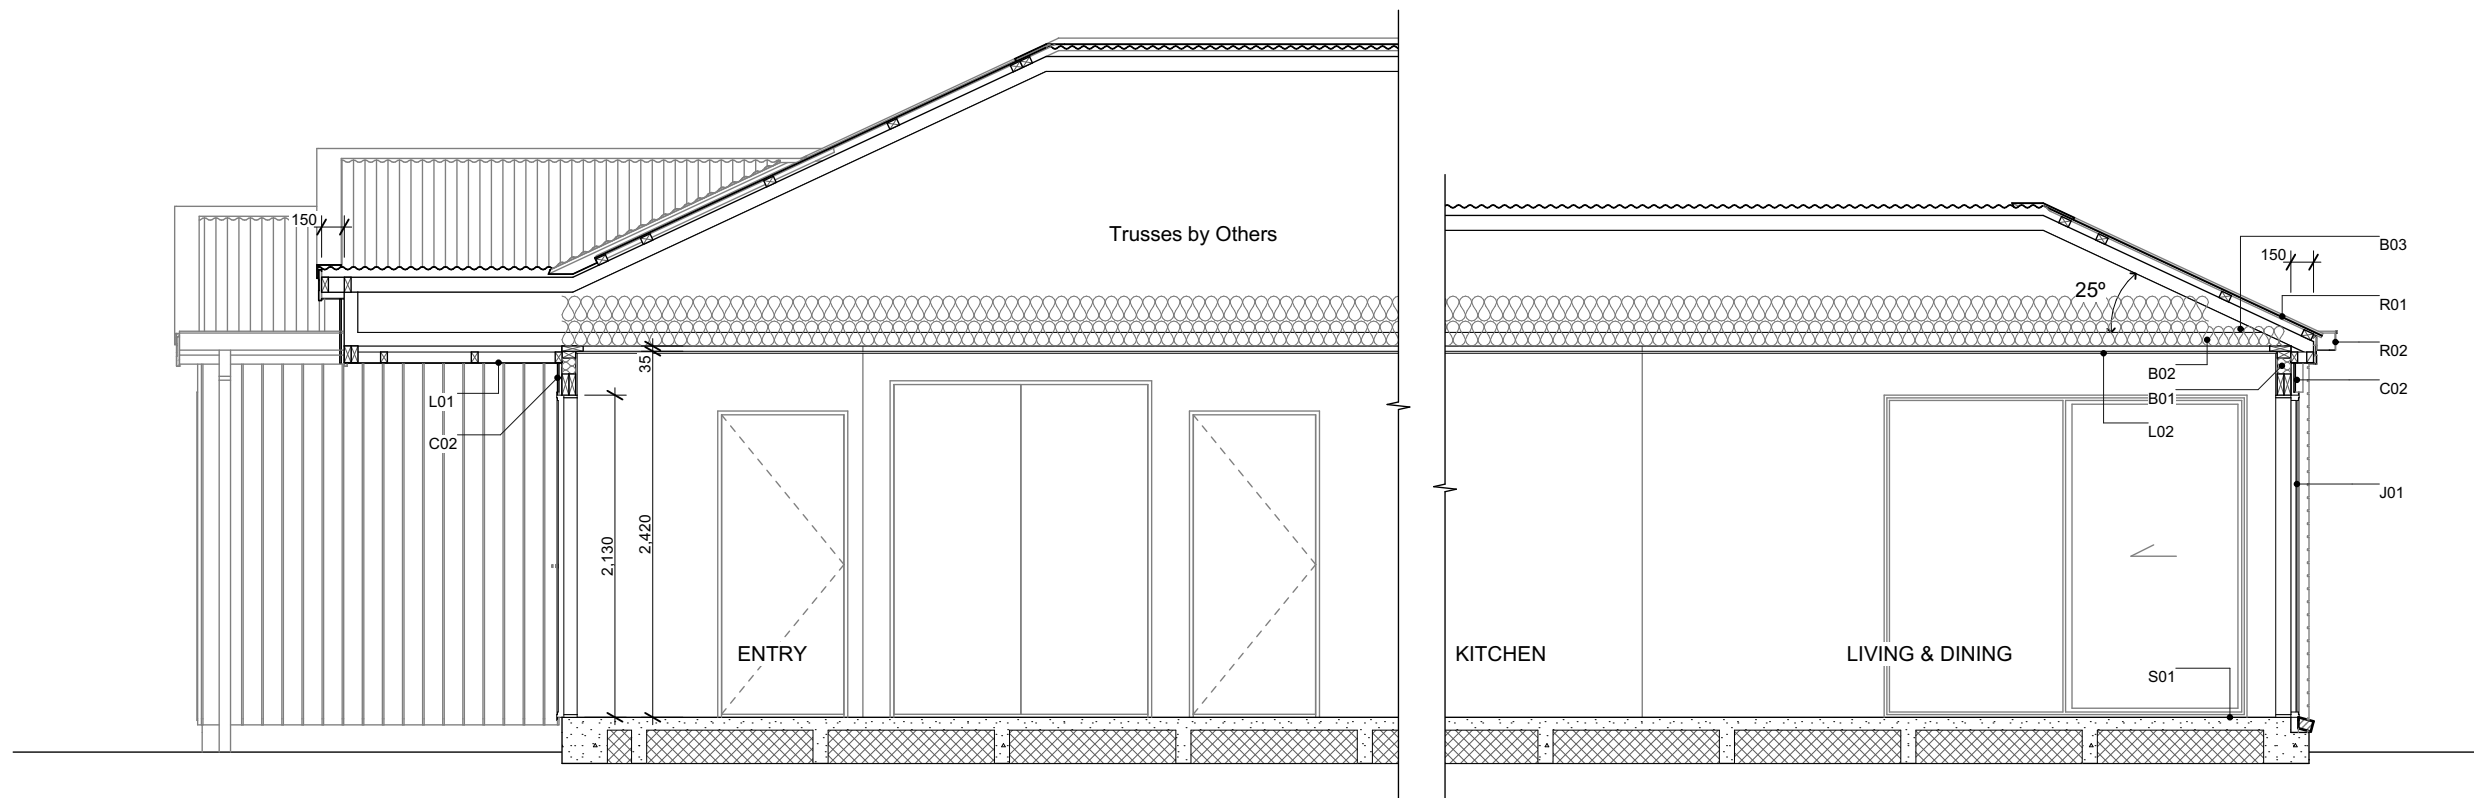 150
Trusses by Others
B03
150
25º
R01
R02
35
B02
L01
B01
C02
C02
L02
J01
2,420
2,130
ENTRY
KITCHEN
LIVING & DINING
S01